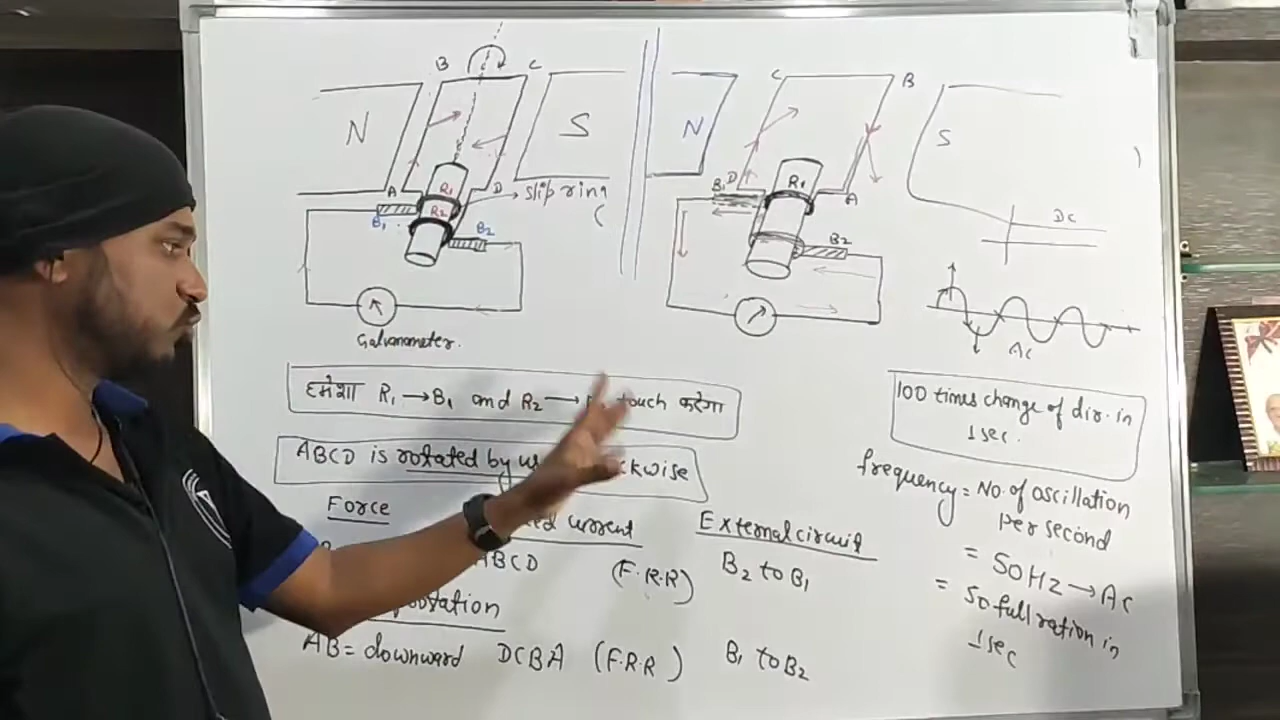 B C
N S
A R1 D slip ring
B1 R2 B2
Galvanometer.
C B
N S
B1 D R1 A
B2
DC
AC
हमेशा R1 → B1 and R2 → touch करेगा
ABCD is rotated by
Force current External circuit
ABCD (F.R.R) B2 to B1
AB = downward DCBA (F.R.R) B1 to B2
100 times change of dir. in
1 sec.
frequency = No. of oscillation
per second
= 50 HZ → AC
= 50 full ration in
1 sec